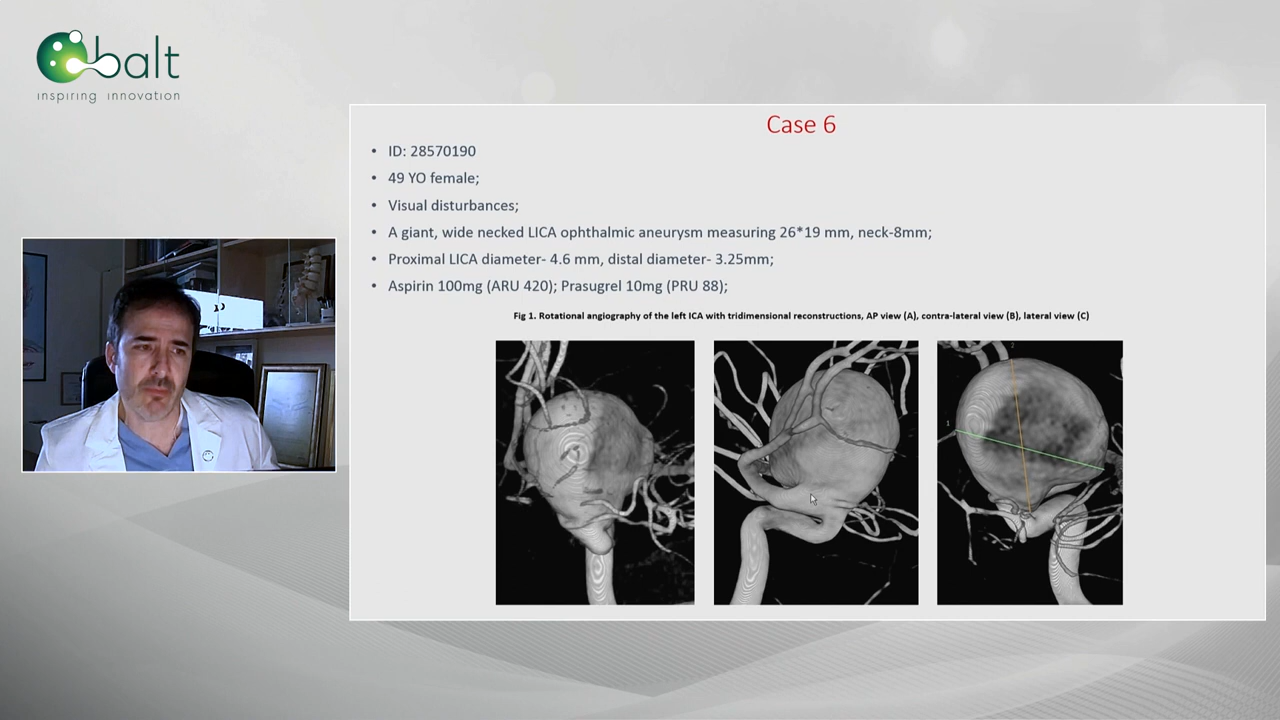 balt
inspiring innovation
Case 6
• ID: 28570190
• 49 YO female;
• Visual disturbances;
• A giant, wide necked LICA ophthalmic aneurysm measuring 26*19 mm, neck-8mm;
• Proximal LICA diameter- 4.6 mm, distal diameter- 3.25mm;
• Aspirin 100mg (ARU 420); Prasugrel 10mg (PRU 88);
Fig 1. Rotational angiography of the left ICA with tridimensional reconstructions, AP view (A), contra-lateral view (B), lateral view (C)
1